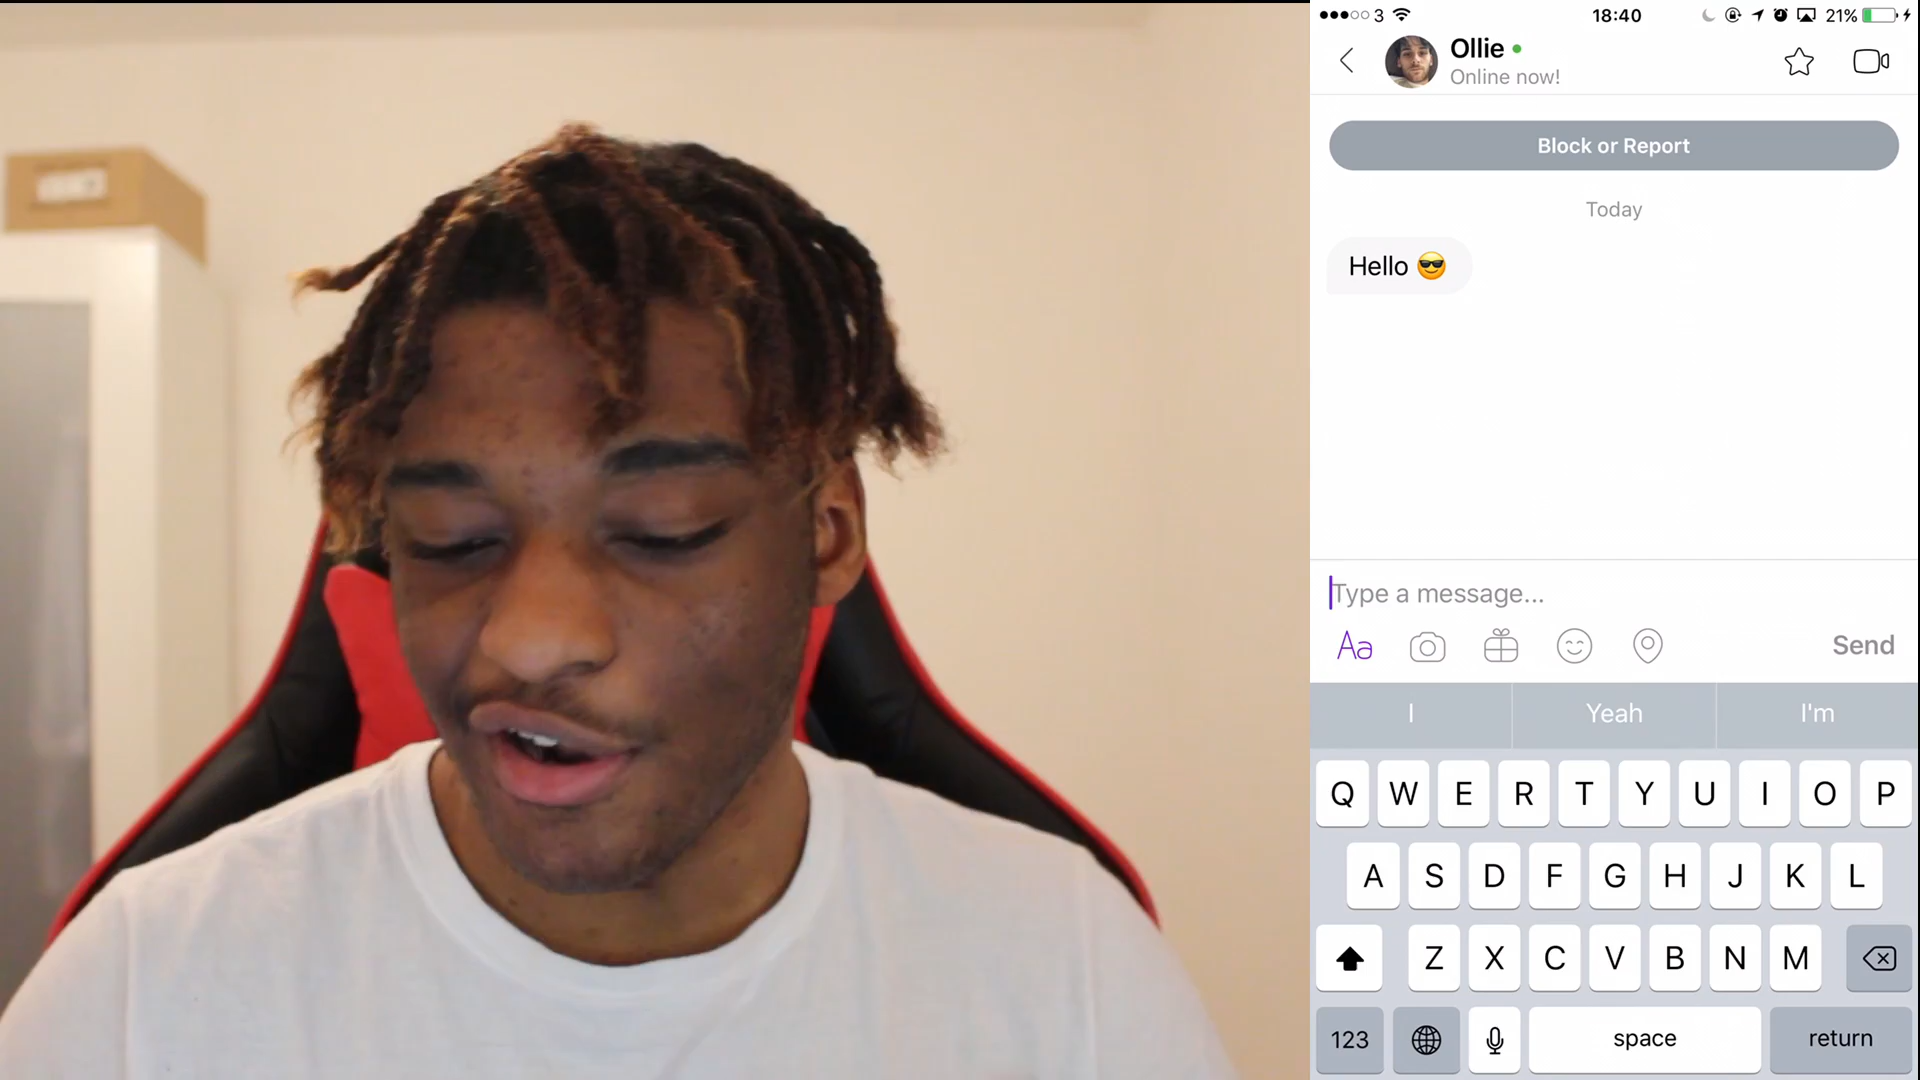 3 18:40 21%
Ollie
Online now!
Block or Report
Today
Hello 😎
Type a message...
Aa Send
I Yeah I'm
Q W E R T Y U I O P
A S D F G H J K L
Z X C V B N M
123 space return